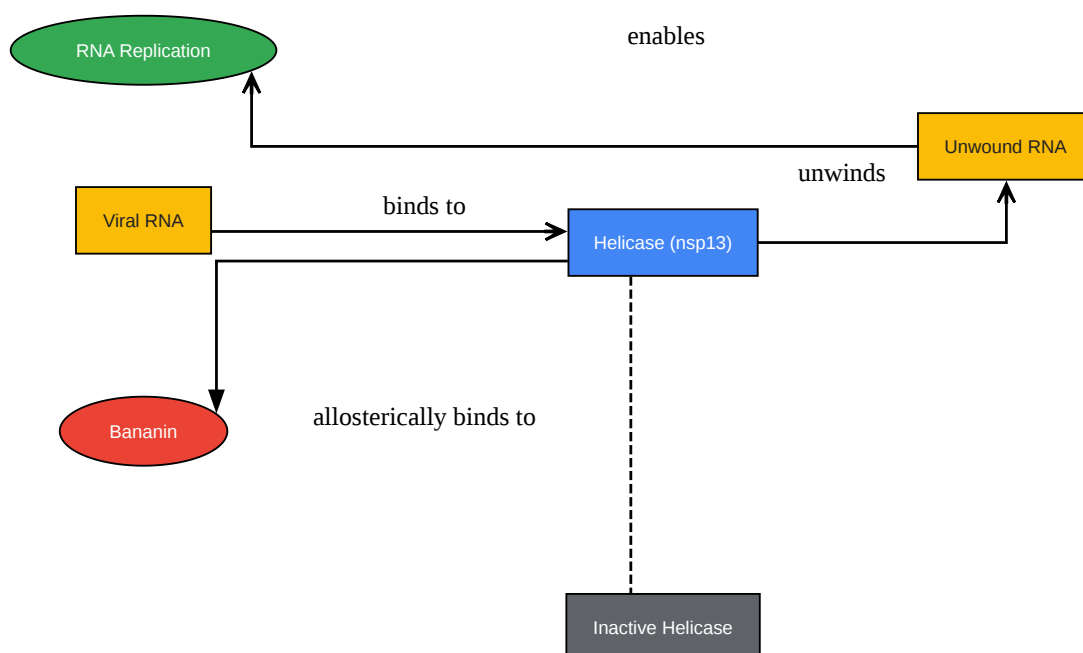 enables
RNA Replication
Unwound RNA
unwinds
binds to
Viral RNA
Helicase (nsp13)
allosterically binds to
Bananin
Inactive Helicase